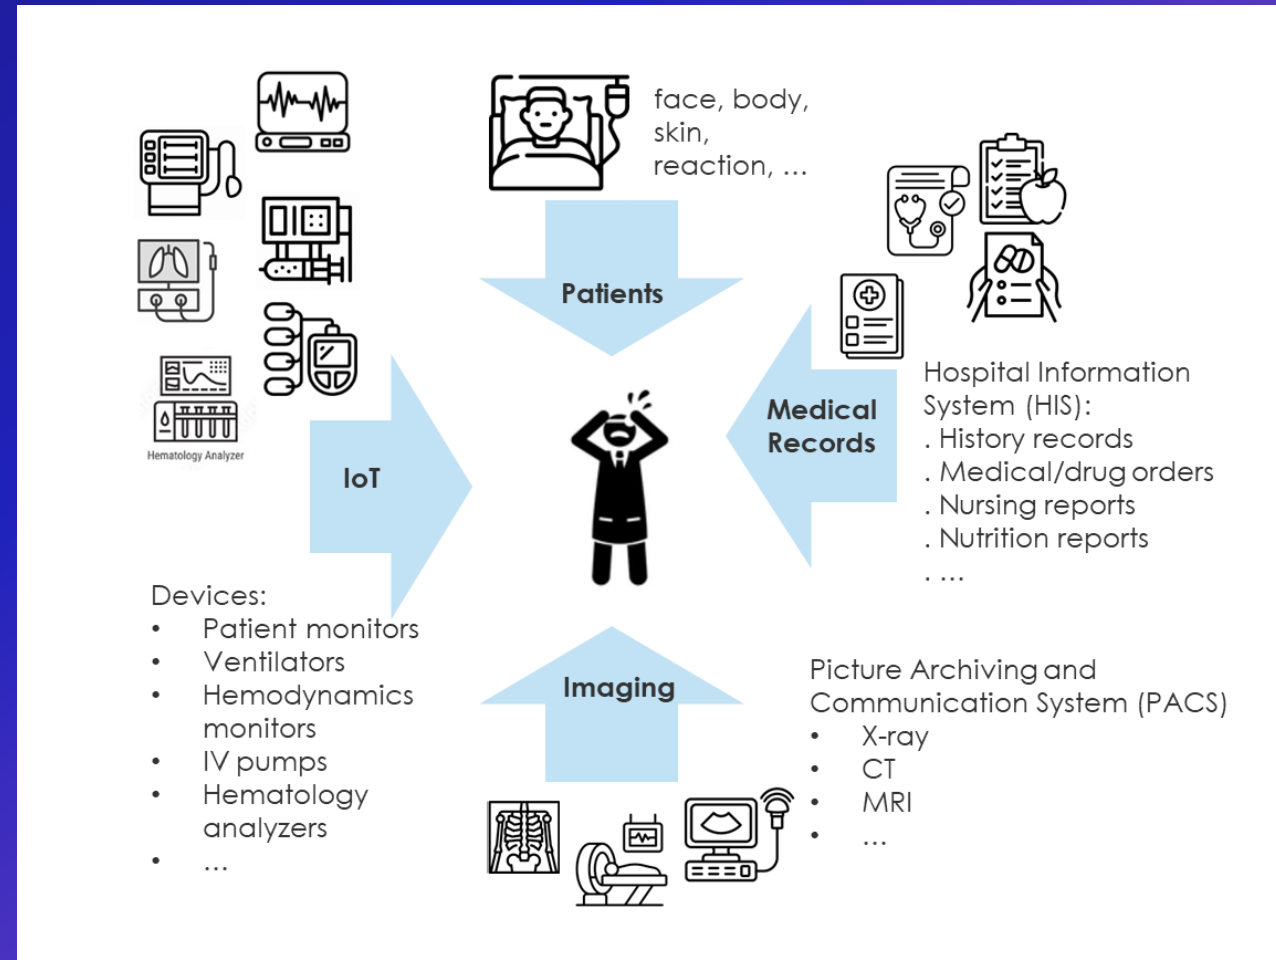 face, body,
skin,
reaction, ...
Patients
Hematology Analyzer
IoT
Devices:
• Patient monitors
• Ventilators
• Hemodynamics
monitors
• IV pumps
• Hematology
analyzers
• ...
Medical
Records
Hospital Information
System (HIS):
. History records
. Medical/drug orders
. Nursing reports
. Nutrition reports
. ...
Imaging
Picture Archiving and
Communication System (PACS)
• X-ray
• CT
• MRI
• ...